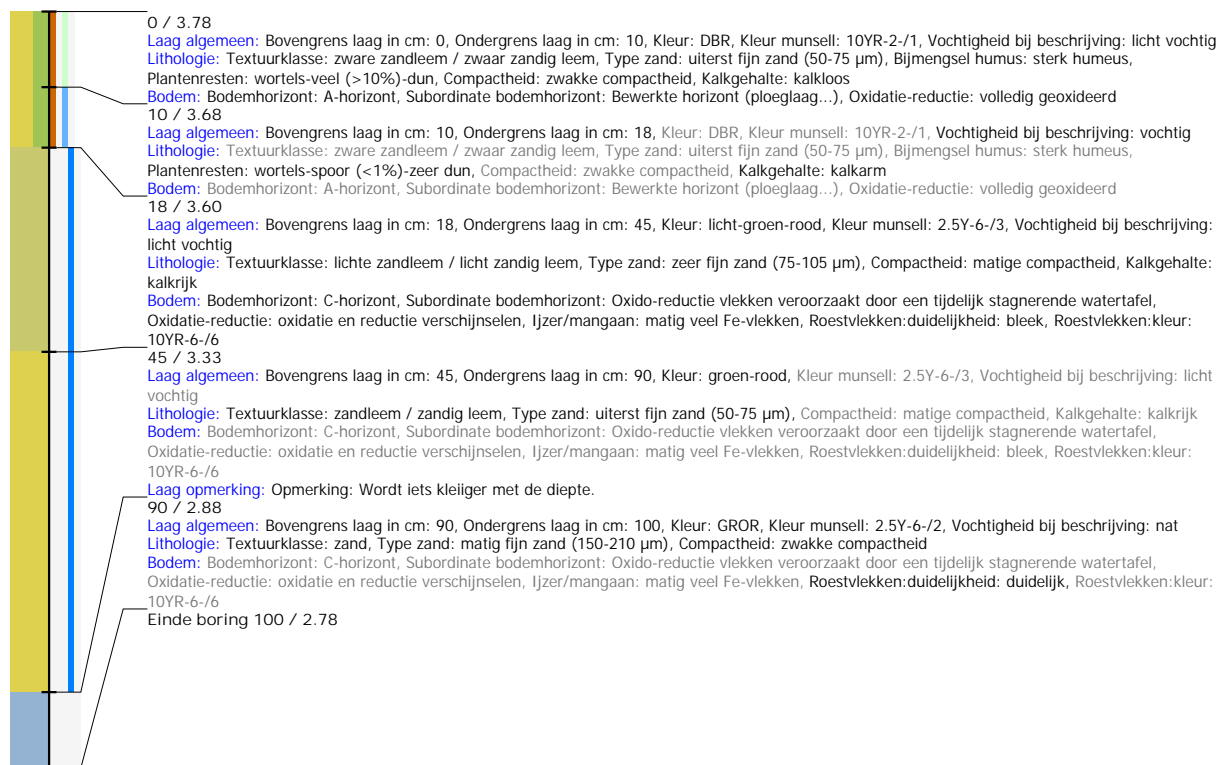 0 / 3.78
Laag algemeen: Bovengrens laag in cm: 0, Ondergrens laag in cm: 10, Kleur: DBR, Kleur munsell: 10YR-2-/1, Vochtigheid bij beschrijving: licht vochtig
Lithologie: Textuurklasse: zware zandleem / zwaar zandig leem, Type zand: uiterst fijn zand (50-75 µm), Bijmengsel humus: sterk humeus,
Plantenresten: wortels-veel (>10%)-dun, Compactheid: zwakke compactheid, Kalkgehalte: kalkloos
Bodem: Bodemhorizont: A-horizont, Subordinate bodemhorizont: Bewerkte horizont (ploeglaag...), Oxidatie-reductie: volledig geoxideerd
10 / 3.68
Laag algemeen: Bovengrens laag in cm: 10, Ondergrens laag in cm: 18, Kleur: DBR, Kleur munsell: 10YR-2-/1, Vochtigheid bij beschrijving: vochtig
Lithologie: Textuurklasse: zware zandleem / zwaar zandig leem, Type zand: uiterst fijn zand (50-75 µm), Bijmengsel humus: sterk humeus,
Plantenresten: wortels-spoor (<1%)-zeer dun, Compactheid: zwakke compactheid, Kalkgehalte: kalkarm
Bodem: Bodemhorizont: A-horizont, Subordinate bodemhorizont: Bewerkte horizont (ploeglaag...), Oxidatie-reductie: volledig geoxideerd
18 / 3.60
Laag algemeen: Bovengrens laag in cm: 18, Ondergrens laag in cm: 45, Kleur: licht-groen-rood, Kleur munsell: 2.5Y-6-/3, Vochtigheid bij beschrijving:
licht vochtig
Lithologie: Textuurklasse: lichte zandleem / licht zandig leem, Type zand: zeer fijn zand (75-105 µm), Compactheid: matige compactheid, Kalkgehalte:
kalkrijk
Bodem: Bodemhorizont: C-horizont, Subordinate bodemhorizont: Oxido-reductie vlekken veroorzaakt door een tijdelijk stagnerende watertafel,
Oxidatie-reductie: oxidatie en reductie verschijnselen, Ijzer/mangaan: matig veel Fe-vlekken, Roestvlekken:duidelijkheid: bleek, Roestvlekken:kleur:
10YR-6-/6
45 / 3.33
Laag algemeen: Bovengrens laag in cm: 45, Ondergrens laag in cm: 90, Kleur: groen-rood, Kleur munsell: 2.5Y-6-/3, Vochtigheid bij beschrijving: licht
vochtig
Lithologie: Textuurklasse: zandleem / zandig leem, Type zand: uiterst fijn zand (50-75 µm), Compactheid: matige compactheid, Kalkgehalte: kalkrijk
Bodem: Bodemhorizont: C-horizont, Subordinate bodemhorizont: Oxido-reductie vlekken veroorzaakt door een tijdelijk stagnerende watertafel,
Oxidatie-reductie: oxidatie en reductie verschijnselen, Ijzer/mangaan: matig veel Fe-vlekken, Roestvlekken:duidelijkheid: bleek, Roestvlekken:kleur:
10YR-6-/6
Laag opmerking: Opmerking: Wordt iets kleiiger met de diepte.
90 / 2.88
Laag algemeen: Bovengrens laag in cm: 90, Ondergrens laag in cm: 100, Kleur: GROR, Kleur munsell: 2.5Y-6-/2, Vochtigheid bij beschrijving: nat
Lithologie: Textuurklasse: zand, Type zand: matig fijn zand (150-210 µm), Compactheid: zwakke compactheid
Bodem: Bodemhorizont: C-horizont, Subordinate bodemhorizont: Oxido-reductie vlekken veroorzaakt door een tijdelijk stagnerende watertafel,
Oxidatie-reductie: oxidatie en reductie verschijnselen, Ijzer/mangaan: matig veel Fe-vlekken, Roestvlekken:duidelijkheid: duidelijk, Roestvlekken:kleur:
10YR-6-/6
Einde boring 100 / 2.78